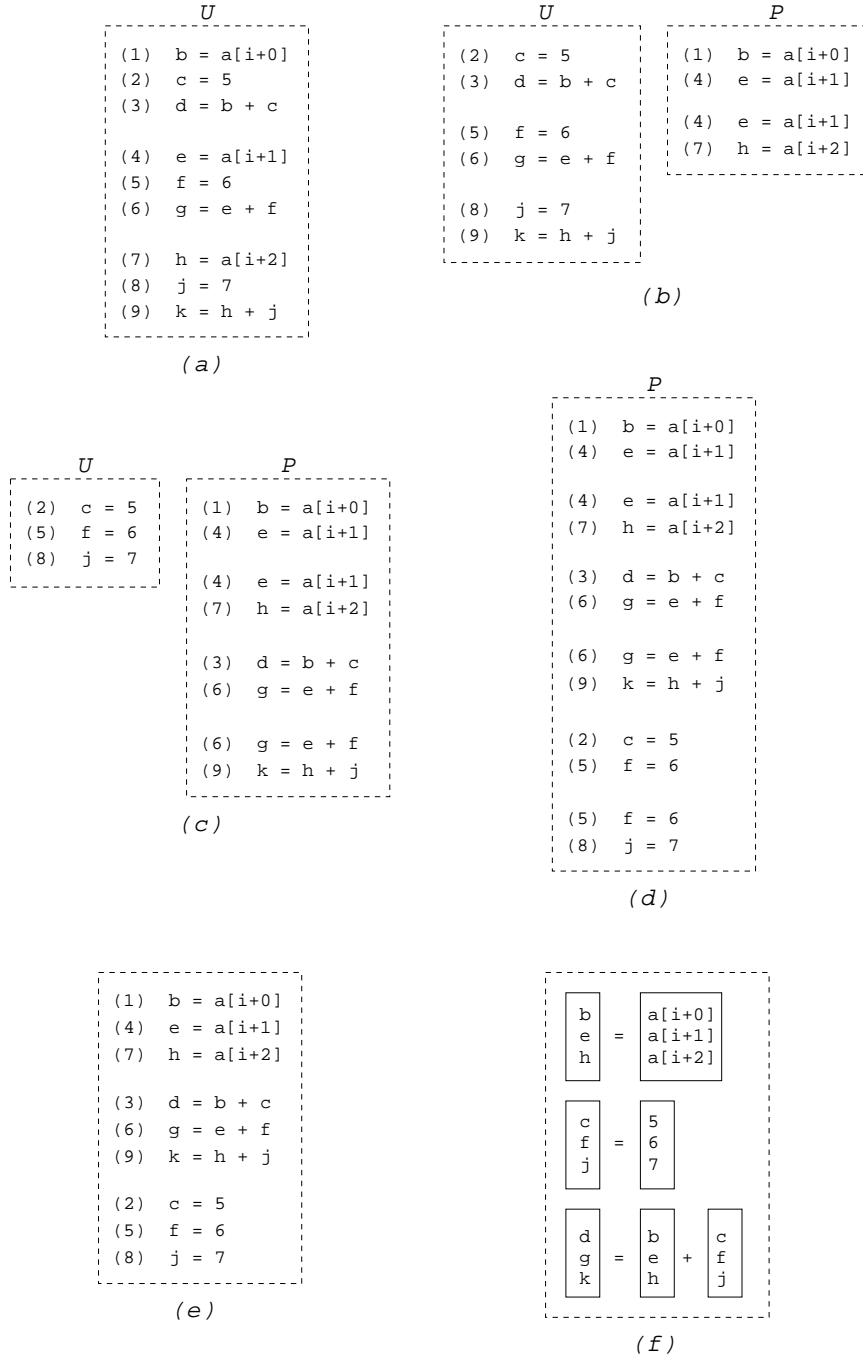 U
(1) b = a[i+0]
(2) c = 5
(3) d = b + c
(4) e = a[i+1]
(5) f = 6
(6) g = e + f
(7) h = a[i+2]
(8) j = 7
(9) k = h + j
(a)
U
(2) c = 5
(3) d = b + c
(5) f = 6
(6) g = e + f
(8) j = 7
(9) k = h + j
P
(1) b = a[i+0]
(4) e = a[i+1]
(4) e = a[i+1]
(7) h = a[i+2]
(b)
U
(2) c = 5
(5) f = 6
(8) j = 7
P
(1) b = a[i+0]
(4) e = a[i+1]
(4) e = a[i+1]
(7) h = a[i+2]
(3) d = b + c
(6) g = e + f
(6) g = e + f
(9) k = h + j
(c)
P
(1) b = a[i+0]
(4) e = a[i+1]
(4) e = a[i+1]
(7) h = a[i+2]
(3) d = b + c
(6) g = e + f
(6) g = e + f
(9) k = h + j
(2) c = 5
(5) f = 6
(5) f = 6
(8) j = 7
(d)
(1) b = a[i+0]
(4) e = a[i+1]
(7) h = a[i+2]
(3) d = b + c
(6) g = e + f
(9) k = h + j
(2) c = 5
(5) f = 6
(8) j = 7
(e)
b a[i+0]
e = a[i+1]
h a[i+2]
c 5
f = 6
j 7
d b c
g = e + f
k h j
(f)